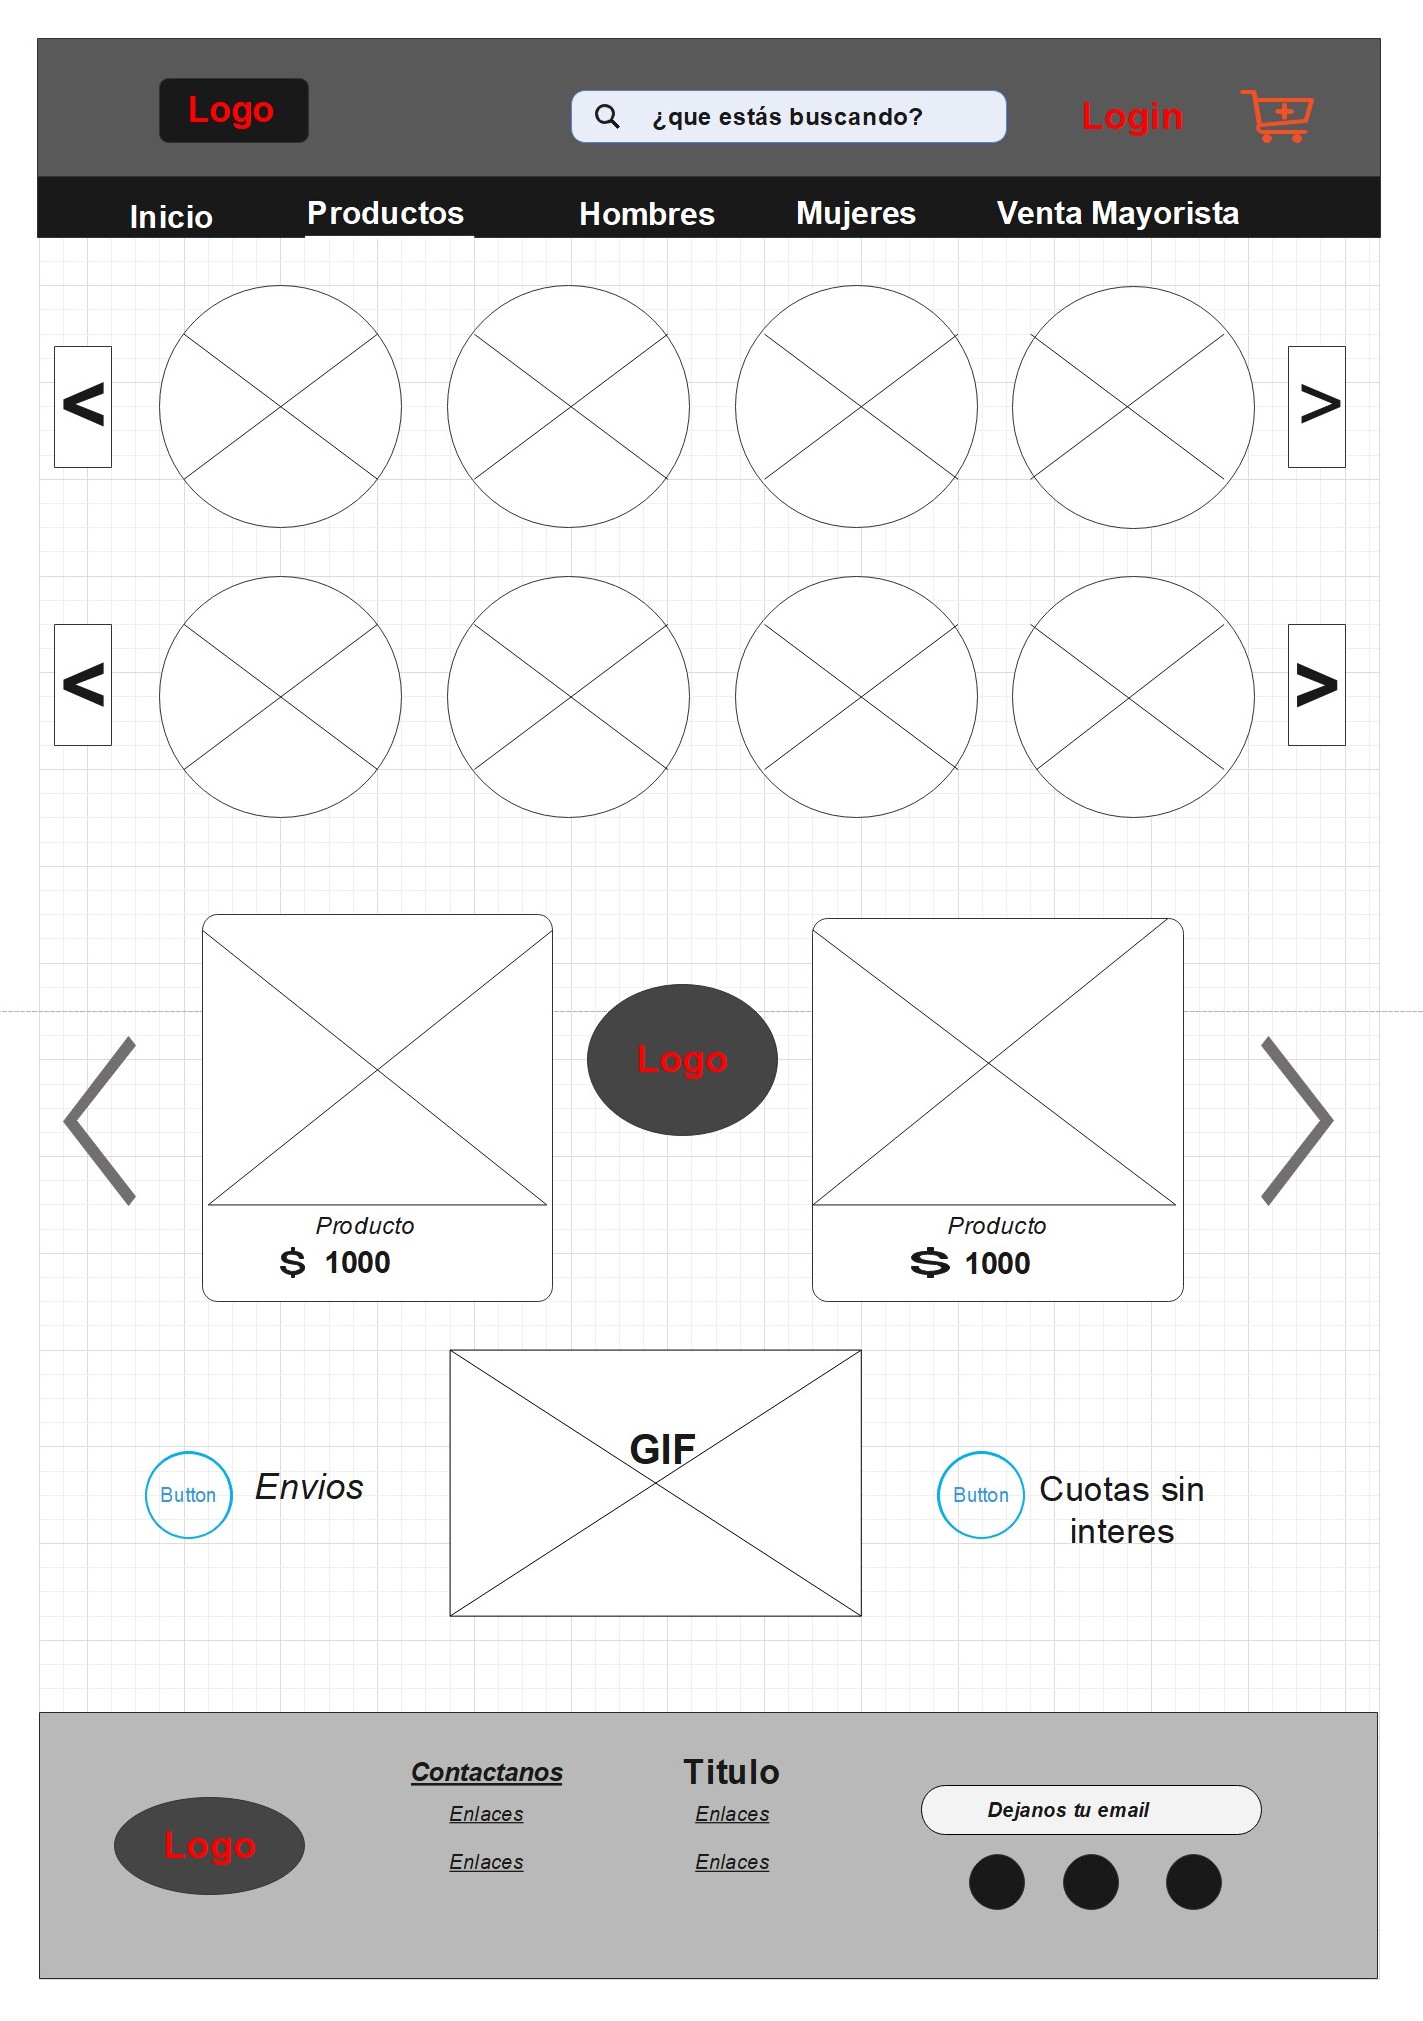 Logo
¿que estás buscando?
Login
Inicio
Productos
Hombres
Mujeres
Venta Mayorista
<
>
<
>
Logo
Producto
$ 1000
Producto
$ 1000
GIF
Button
Envios
Button
Cuotas sin
interes
Contactanos
Enlaces
Enlaces
Titulo
Enlaces
Enlaces
Dejanos tu email
Logo